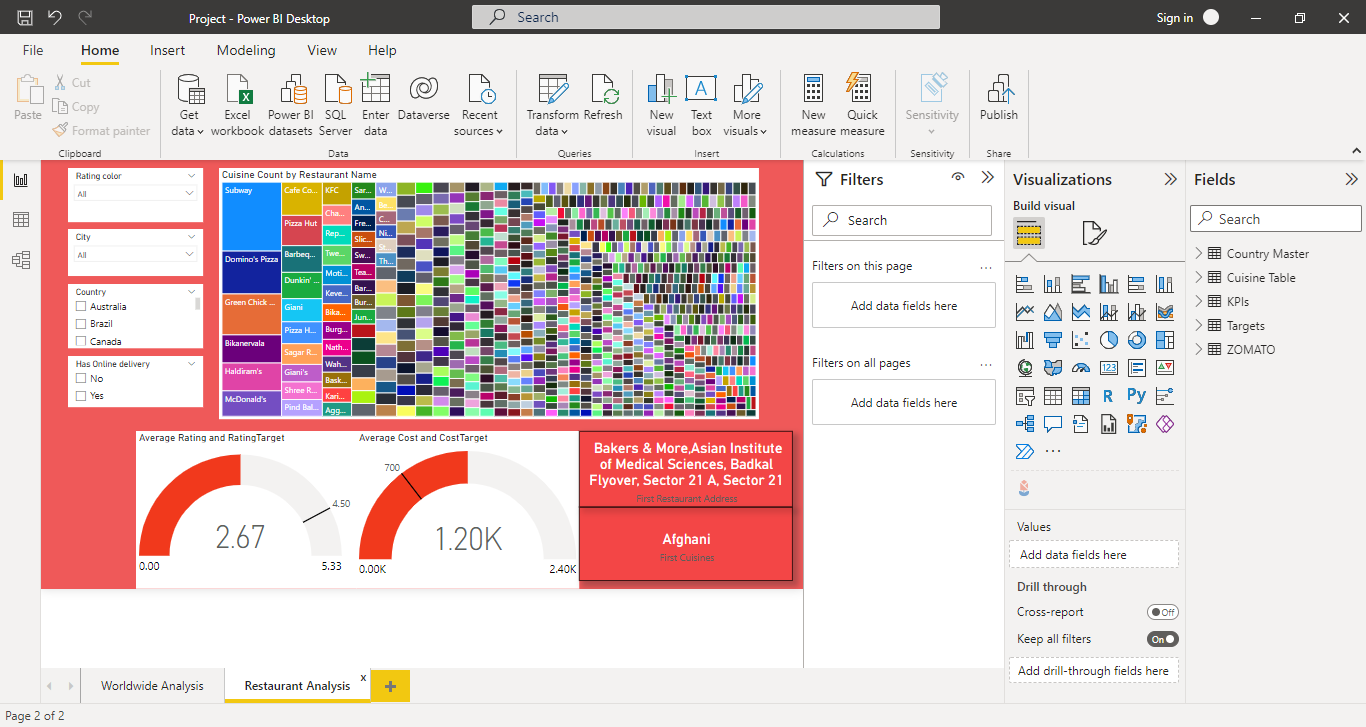 Project - Power BI Desktop
Search
Sign in
File
Home
Insert
Modeling
View
Help
Paste
Cut
Copy
Format painter
Clipboard
Get data
Excel workbook
Power BI datasets
SQL Server
Enter data
Dataverse
Recent sources
Data
Transform data
Refresh
Queries
New visual
Text box
More visuals
Insert
New measure
Quick measure
Calculations
Sensitivity
Sensitivity
Publish
Share
Rating color
All
City
All
Country
Australia
Brazil
Canada
Has Online delivery
No
Yes
Cuisine Count by Restaurant Name
Subway
Domino's Pizza
Green Chick ...
Bikanervala
Haldiram's
McDonald's
Cafe Co...
Pizza Hut
Barbeq...
Dunkin' ...
Giani
Pizza H...
Sagar R...
Giani's
Shree R...
Pind Bal...
KFC
Cha...
Rep...
Twe...
Moti...
Keve...
Bika...
Burg...
Nath...
Wah...
Bask...
Kari...
Agg...
Sar...
An...
Fre...
Slic...
Sw...
Tea...
Bar...
Bur...
Jun...
W...
Be...
C...
Ni...
St...
Th...
Average Rating and RatingTarget
4.50
2.67
0.00
5.33
Average Cost and CostTarget
700
1.20K
0.00K
2.40K
Bakers & More,Asian Institute
of Medical Sciences, Badkal
Flyover, Sector 21 A, Sector 21
First Restaurant Address
Afghani
First Cuisines
Filters
Search
Filters on this page
...
Add data fields here
Filters on all pages
...
Add data fields here
Visualizations
Build visual
123
R
Py
...
Values
Add data fields here
Drill through
Cross-report
Off
Keep all filters
On
Add drill-through fields here
Fields
Search
Country Master
Cuisine Table
KPIs
Targets
ZOMATO
Worldwide Analysis
Restaurant Analysis
x
+
Page 2 of 2